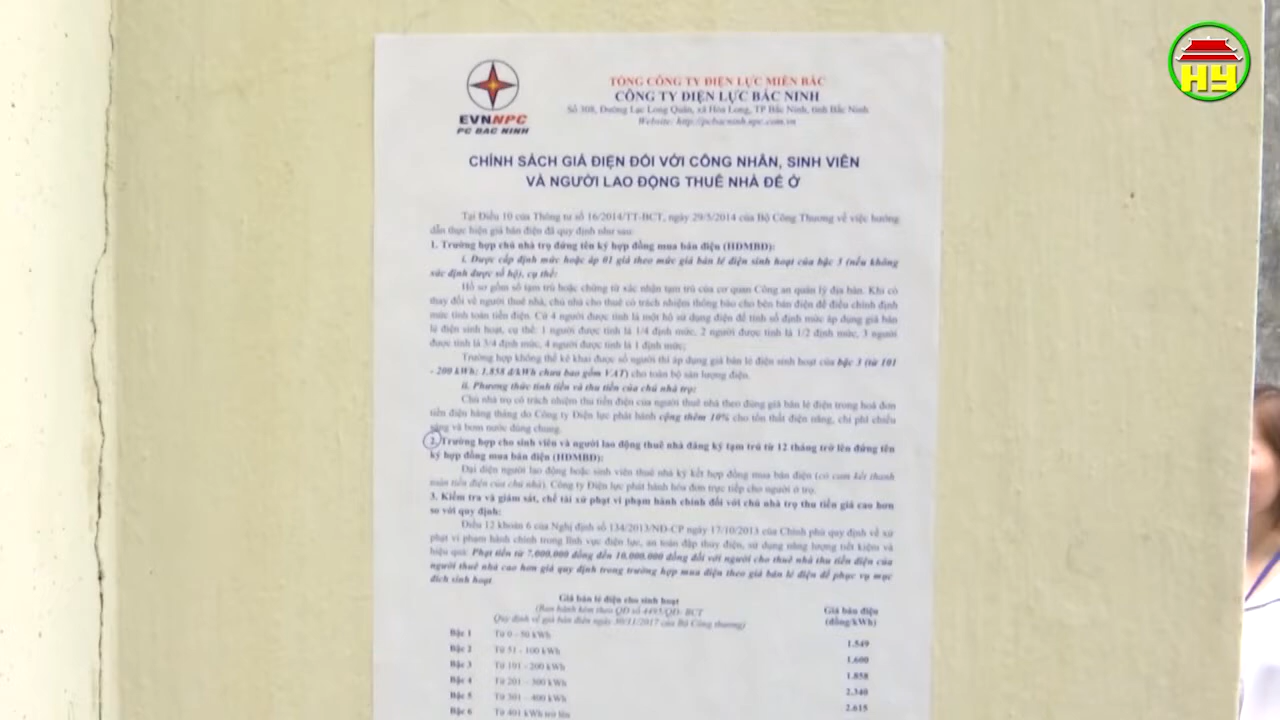 HY
TỔNG CÔNG TY ĐIỆN LỰC MIỀN BẮC
CÔNG TY ĐIỆN LỰC BẮC NINH
Số 308, Đường Lạc Long Quân, xã Hòa Long, TP Bắc Ninh, tỉnh Bắc Ninh
Website: http://pcbacninh.npc.com.vn
EVNNPC
PC BAC NINH
CHÍNH SÁCH GIÁ ĐIỆN ĐỐI VỚI CÔNG NHÂN, SINH VIÊN
VÀ NGƯỜI LAO ĐỘNG THUÊ NHÀ ĐỂ Ở
Tại Điều 10 của Thông tư số 16/2014/TT-BCT, ngày 29/5/2014 của Bộ Công Thương về việc hướng
dẫn thực hiện giá bán điện đã quy định như sau:
1. Trường hợp chủ nhà trọ đứng tên ký hợp đồng mua bán điện (HĐMBĐ):
i. Được cấp định mức hoặc áp 01 giá theo mức giá bán lẻ điện sinh hoạt của bậc 3 (nếu không
xác định được số hộ), cụ thể:
Hồ sơ gồm sổ tạm trú hoặc chứng từ xác nhận tạm trú của cơ quan Công an quản lý địa bàn. Khi có
thay đổi về người thuê nhà, chủ nhà cho thuê có trách nhiệm thông báo cho bên bán điện để điều chỉnh định
mức tính toán tiền điện. Cứ 4 người được tính là một hộ sử dụng điện để tính số định mức áp dụng giá bán
lẻ điện sinh hoạt, cụ thể: 1 người được tính là 1/4 định mức, 2 người được tính là 1/2 định mức, 3 người
được tính là 3/4 định mức, 4 người được tính là 1 định mức;
Trường hợp không thể kê khai được số người thì áp dụng giá bán lẻ điện sinh hoạt của bậc 3 (từ 101
- 200 kWh: 1.858 đ/kWh chưa bao gồm VAT) cho toàn bộ sản lượng điện.
ii. Phương thức tính tiền và thu tiền của chủ nhà trọ:
Chủ nhà trọ có trách nhiệm thu tiền điện của người thuê nhà theo đúng giá bán lẻ điện trong hoá đơn
tiền điện hàng tháng do Công ty Điện lực phát hành cộng thêm 10% cho tổn thất điện năng, chi phí chiếu
sáng và bơm nước dùng chung.
2. Trường hợp cho sinh viên và người lao động thuê nhà đăng ký tạm trú từ 12 tháng trở lên đứng tên
ký hợp đồng mua bán điện (HĐMBĐ):
Đại diện người lao động hoặc sinh viên thuê nhà ký kết hợp đồng mua bán điện (có cam kết thanh
toán tiền điện của chủ nhà). Công ty Điện lực phát hành hóa đơn trực tiếp cho người ở trọ.
3. Kiểm tra và giám sát, chế tài xử phạt vi phạm hành chính đối với chủ nhà trọ thu tiền giá cao hơn
so với quy định:
Điều 12 khoản 6 của Nghị định số 134/2013/NĐ-CP ngày 17/10/2013 của Chính phủ quy định về xử
phạt vi phạm hành chính trong lĩnh vực điện lực, an toàn đập thủy điện, sử dụng năng lượng tiết kiệm và
hiệu quả: Phạt tiền từ 7.000.000 đồng đến 10.000.000 đồng đối với người cho thuê nhà thu tiền điện của
người thuê nhà cao hơn giá quy định trong trường hợp mua điện theo giá bán lẻ điện để phục vụ mục
đích sinh hoạt
Giá bán lẻ điện cho sinh hoạt
(Ban hành kèm theo QĐ số 4495/QĐ- BCT
Quy định về giá bán điện ngày 30/11/2017 của Bộ Công thương)
Giá bán điện
(đồng/kWh)
Bậc 1 Từ 0 - 50 kWh 1.549
Bậc 2 Từ 51 - 100 kWh 1.600
Bậc 3 Từ 101 - 200 kWh 1.858
Bậc 4 Từ 201 - 300 kWh 2.340
Bậc 5 Từ 301 - 400 kWh 2.615
Bậc 6 Từ 401 kWh trở lên